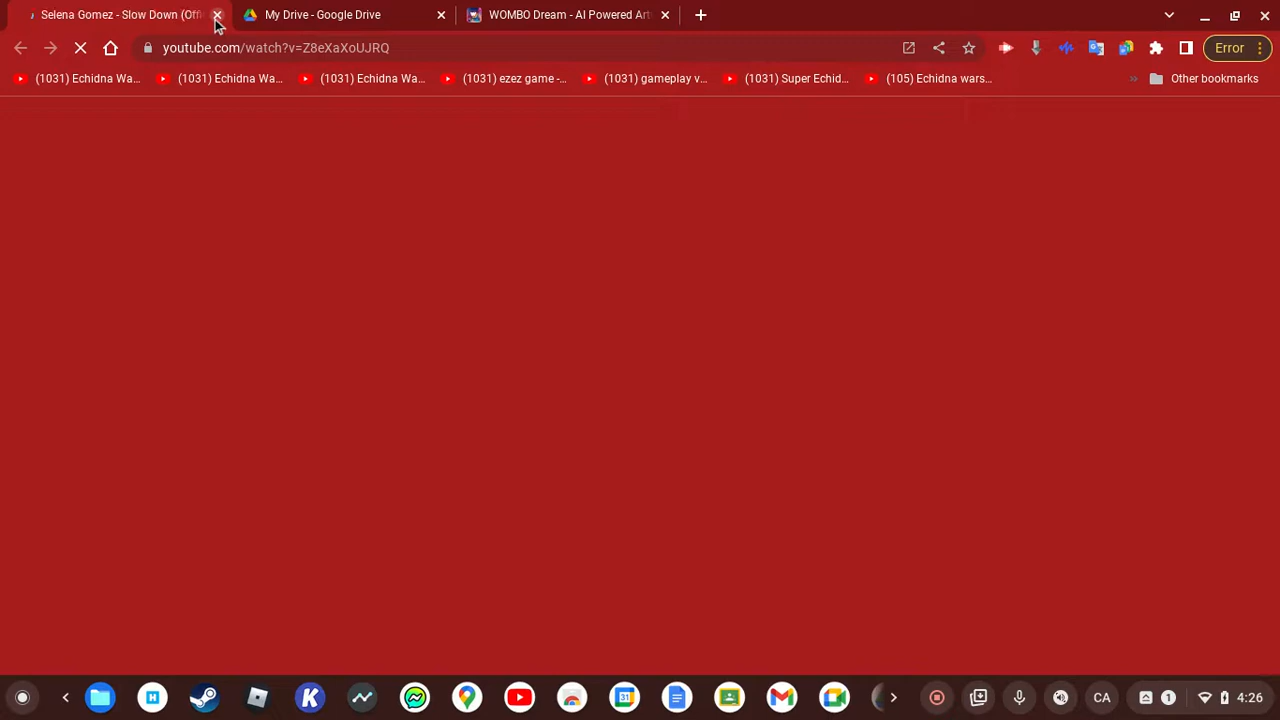 Selena Gomez - Slow Down (Offi
My Drive - Google Drive
WOMBO Dream - AI Powered Art
youtube.com/watch?v=Z8eXaXoUJRQ
Error
(1031) Echidna Wa...
(1031) Echidna Wa...
(1031) Echidna Wa...
(1031) ezez game -...
(1031) gameplay v...
(1031) Super Echid...
(105) Echidna wars...
Other bookmarks
H
K
31
CA
1
4:26